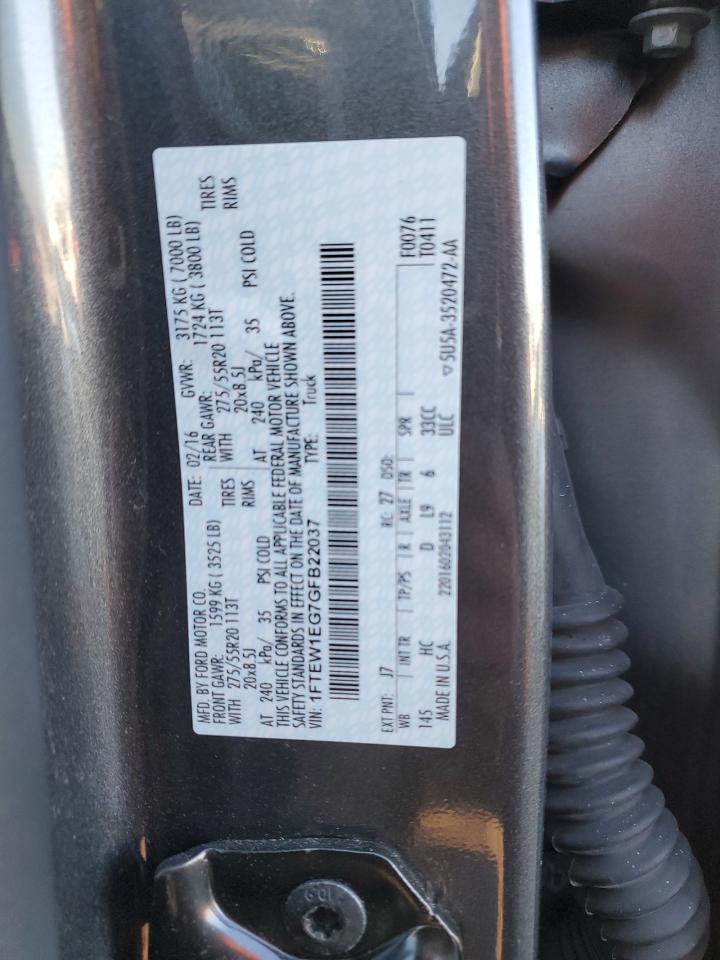 MFD. BY FORD MOTOR CO.
DATE: 02/16 GVWR: 3175 KG ( 7000 LB)
FRONT GAWR: 1599 KG ( 3525 LB) REAR GAWR: 1724 KG ( 3800 LB)
WITH 275/55R20 113T TIRES WITH 275/55R20 113T TIRES
20x8.5J RIMS 20x8.5J RIMS
AT 240 kPa/ 35 PSI COLD AT 240 kPa/ 35 PSI COLD
THIS VEHICLE CONFORMS TO ALL APPLICABLE FEDERAL MOTOR VEHICLE
SAFETY STANDARDS IN EFFECT ON THE DATE OF MANUFACTURE SHOWN ABOVE.
VIN: 1FTEW1EG7GFB22037 TYPE: Truck
EXT PNT: J7 RC: 27 DSO: F0076
WB INT TR TP/PS R AXLE TR SPR T0411
145 HC D L9 6 33CC
MADE IN U.S.A. 2201602043112 ULC ▽5U5A-3520472-AA